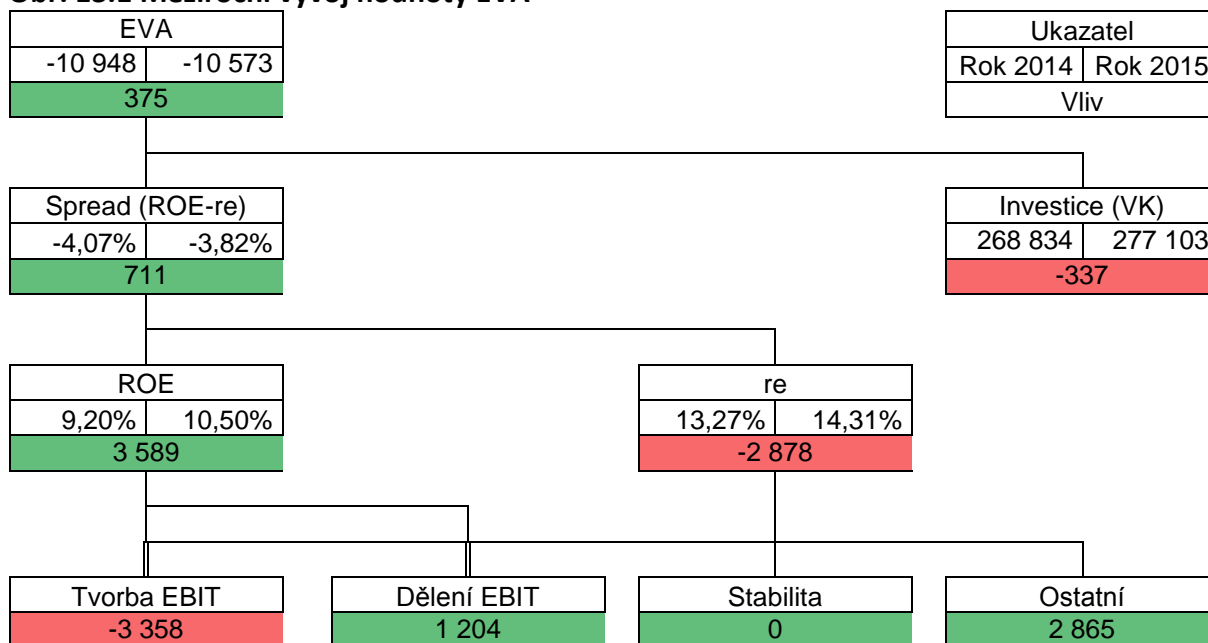 EVA
-10 948 -10 573
375
Ukazatel
Rok 2014 Rok 2015
Vliv
Spread (ROE-re)
-4,07% -3,82%
711
Investice (VK)
268 834 277 103
-337
ROE
9,20% 10,50%
3 589
re
13,27% 14,31%
-2 878
Tvorba EBIT
-3 358
Dělení EBIT
1 204
Stabilita
0
Ostatní
2 865